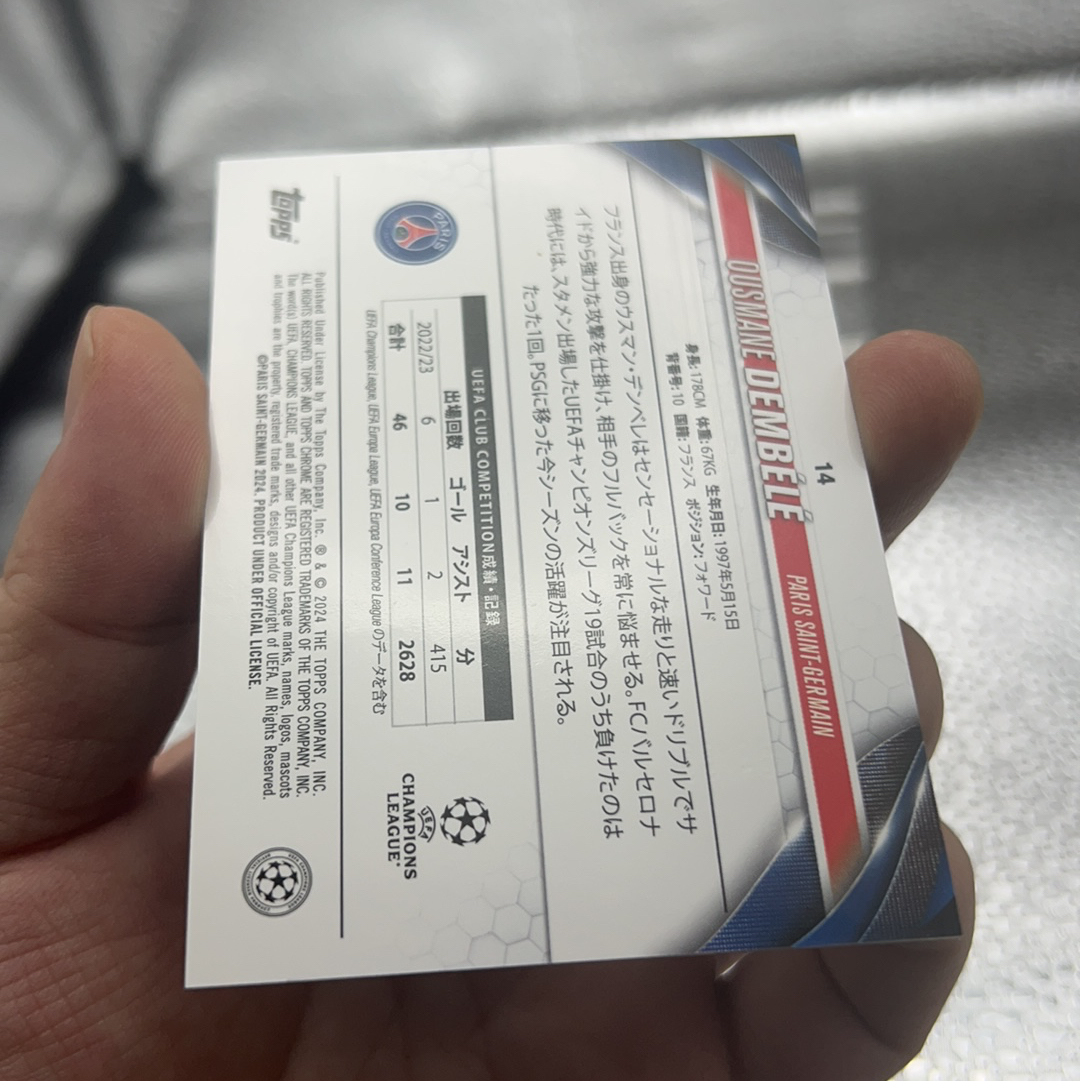 14
OUSMANE DEMBÉLÉ PARIS SAINT-GERMAIN
身長: 178CM 体重: 67KG 生年月日: 1997年5月15日
背番号: 10 国籍: フランス ポジション: フォワード
フランス出身のウスマン・デンベレはセンセーショナルな走りと速いドリブルでサ
イドから強力な攻撃を仕掛け、相手のフルバックを常に悩ませる。FCバルセロナ
時代には、スタメン出場したUEFAチャンピオンズリーグ19試合のうち負けたのは
たった1回。PSGに移った今シーズンの活躍が注目される。
PARIS
UEFA CLUB COMPETITION成績・記録
出場回数 ゴール アシスト 分
2022/23 6 1 2 415
合計 46 10 11 2628
UEFA Champions League, UEFA Europa League, UEFA Europa Conference League のデータを含む
UEFA
CHAMPIONS
LEAGUE®
topps®
Published Under License by The Topps Company, Inc. ® & © 2024 THE TOPPS COMPANY, INC.
ALL RIGHTS RESERVED. TOPPS AND TOPPS CHROME ARE REGISTERED TRADEMARKS OF THE TOPPS COMPANY, INC.
The word(s) UEFA, CHAMPIONS LEAGUE, and all other UEFA Champions League marks, names, logos, mascots
and trophies are the property, registered trade marks, designs and/or copyright of UEFA. All Rights Reserved.
©PARIS SAINT-GERMAIN 2024. PRODUCT UNDER OFFICIAL LICENSE.